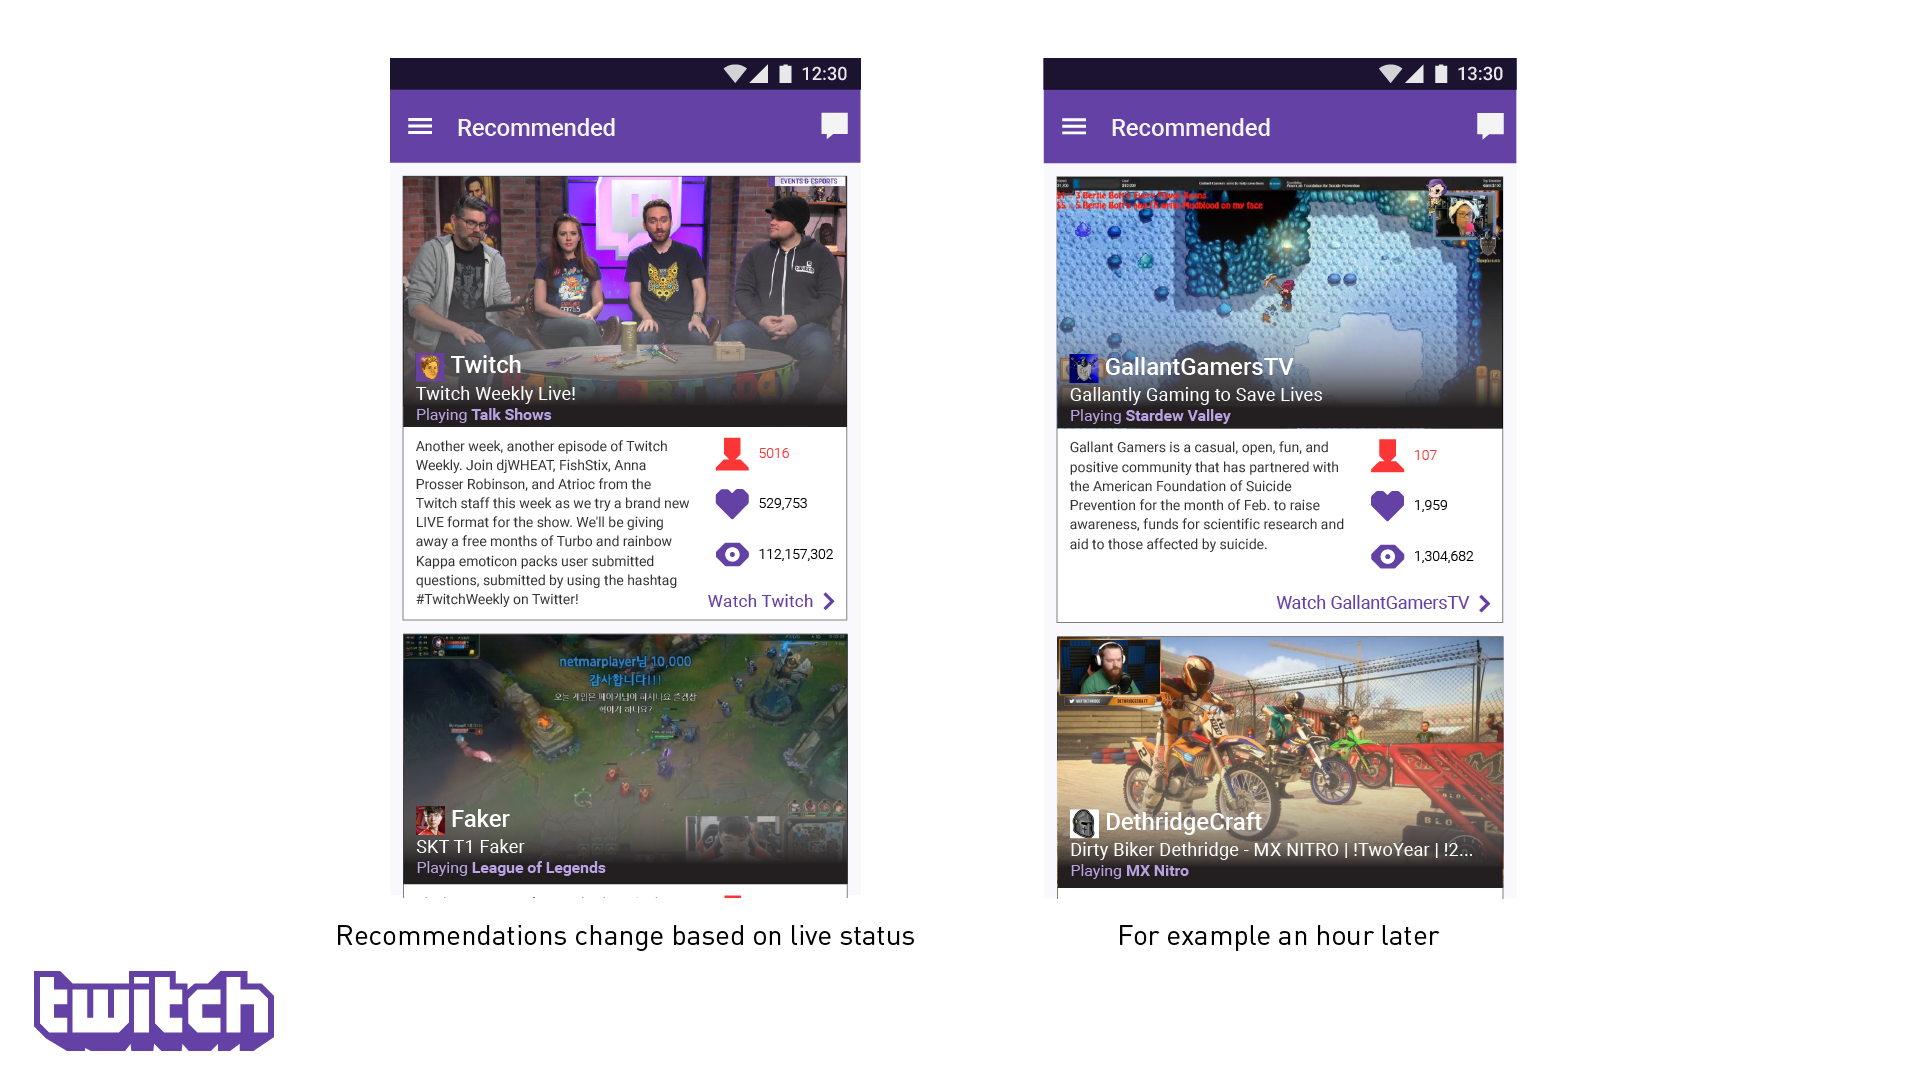 12:30
Recommended
EVENTS & ESPORTS
Twitch
Twitch Weekly Live!
Playing Talk Shows
Another week, another episode of Twitch
Weekly. Join djWHEAT, FishStix, Anna
Prosser Robinson, and Atrioc from the
Twitch staff this week as we try a brand new
LIVE format for the show. We'll be giving
away a free months of Turbo and rainbow
Kappa emoticon packs user submitted
questions, submitted by using the hashtag
#TwitchWeekly on Twitter!
5016
529,753
112,157,302
Watch Twitch
netmarplayer님 10,000
감사합니다!!!
Faker
SKT T1 Faker
Playing League of Legends
Recommendations change based on live status
13:30
Recommended
GallantGamersTV
Gallantly Gaming to Save Lives
Playing Stardew Valley
Gallant Gamers is a casual, open, fun, and
positive community that has partnered with
the American Foundation of Suicide
Prevention for the month of Feb. to raise
awareness, funds for scientific research and
aid to those affected by suicide.
107
1,959
1,304,682
Watch GallantGamersTV
DETHRIDGECRAFT
DethridgeCraft
Dirty Biker Dethridge - MX NITRO | !TwoYear | !2...
Playing MX Nitro
For example an hour later
twitch